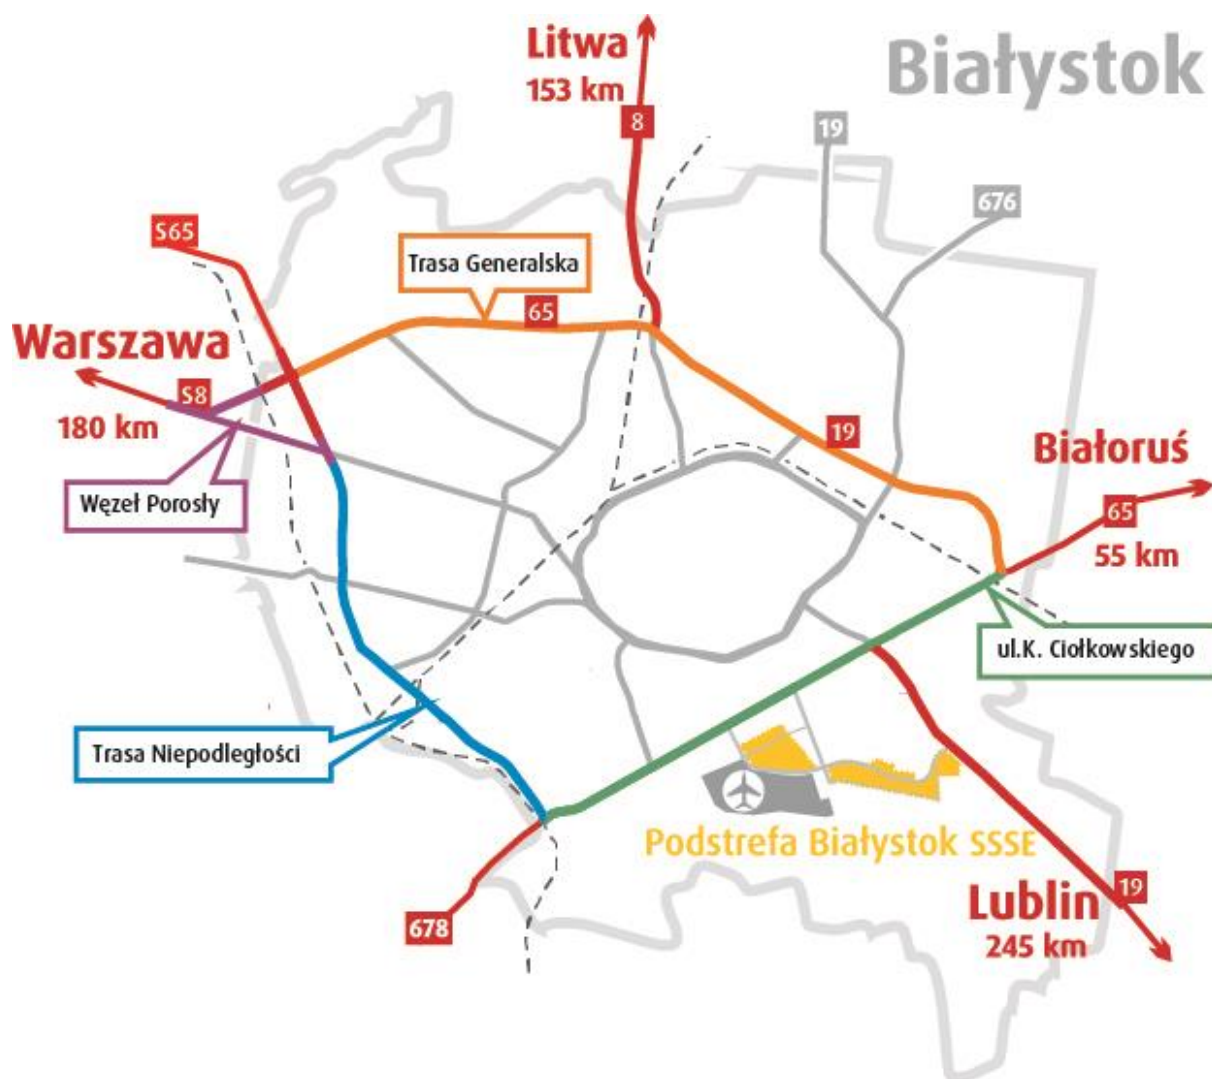 Litwa
153 km
Białystok
8
19
676
S65
Trasa Generalska
65
Warszawa
S8
180 km
19
Białoruś
65
55 km
Węzeł Porosły
ul.K. Ciołkowskiego
Trasa Niepodległości
Podstrefa Białystok SSSE
678
Lublin
19
245 km